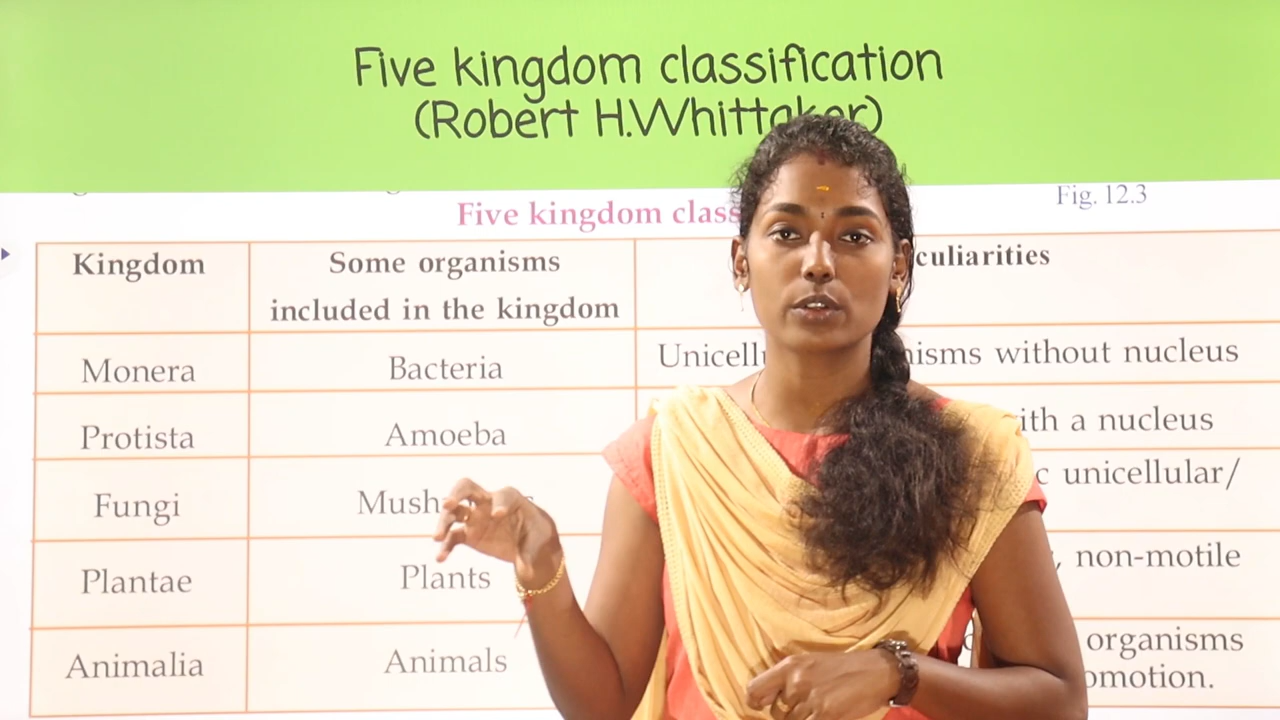 Five kingdom classification
(Robert H.Whittaker)
Fig. 12.3
Five kingdom class
Kingdom
Some organisms
included in the kingdom
culiarities
Monera
Bacteria
Unicell
nisms without nucleus
Protista
Amoeba
ith a nucleus
Fungi
Mush
c unicellular/
Plantae
Plants
, non-motile
Animalia
Animals
organisms
omotion.